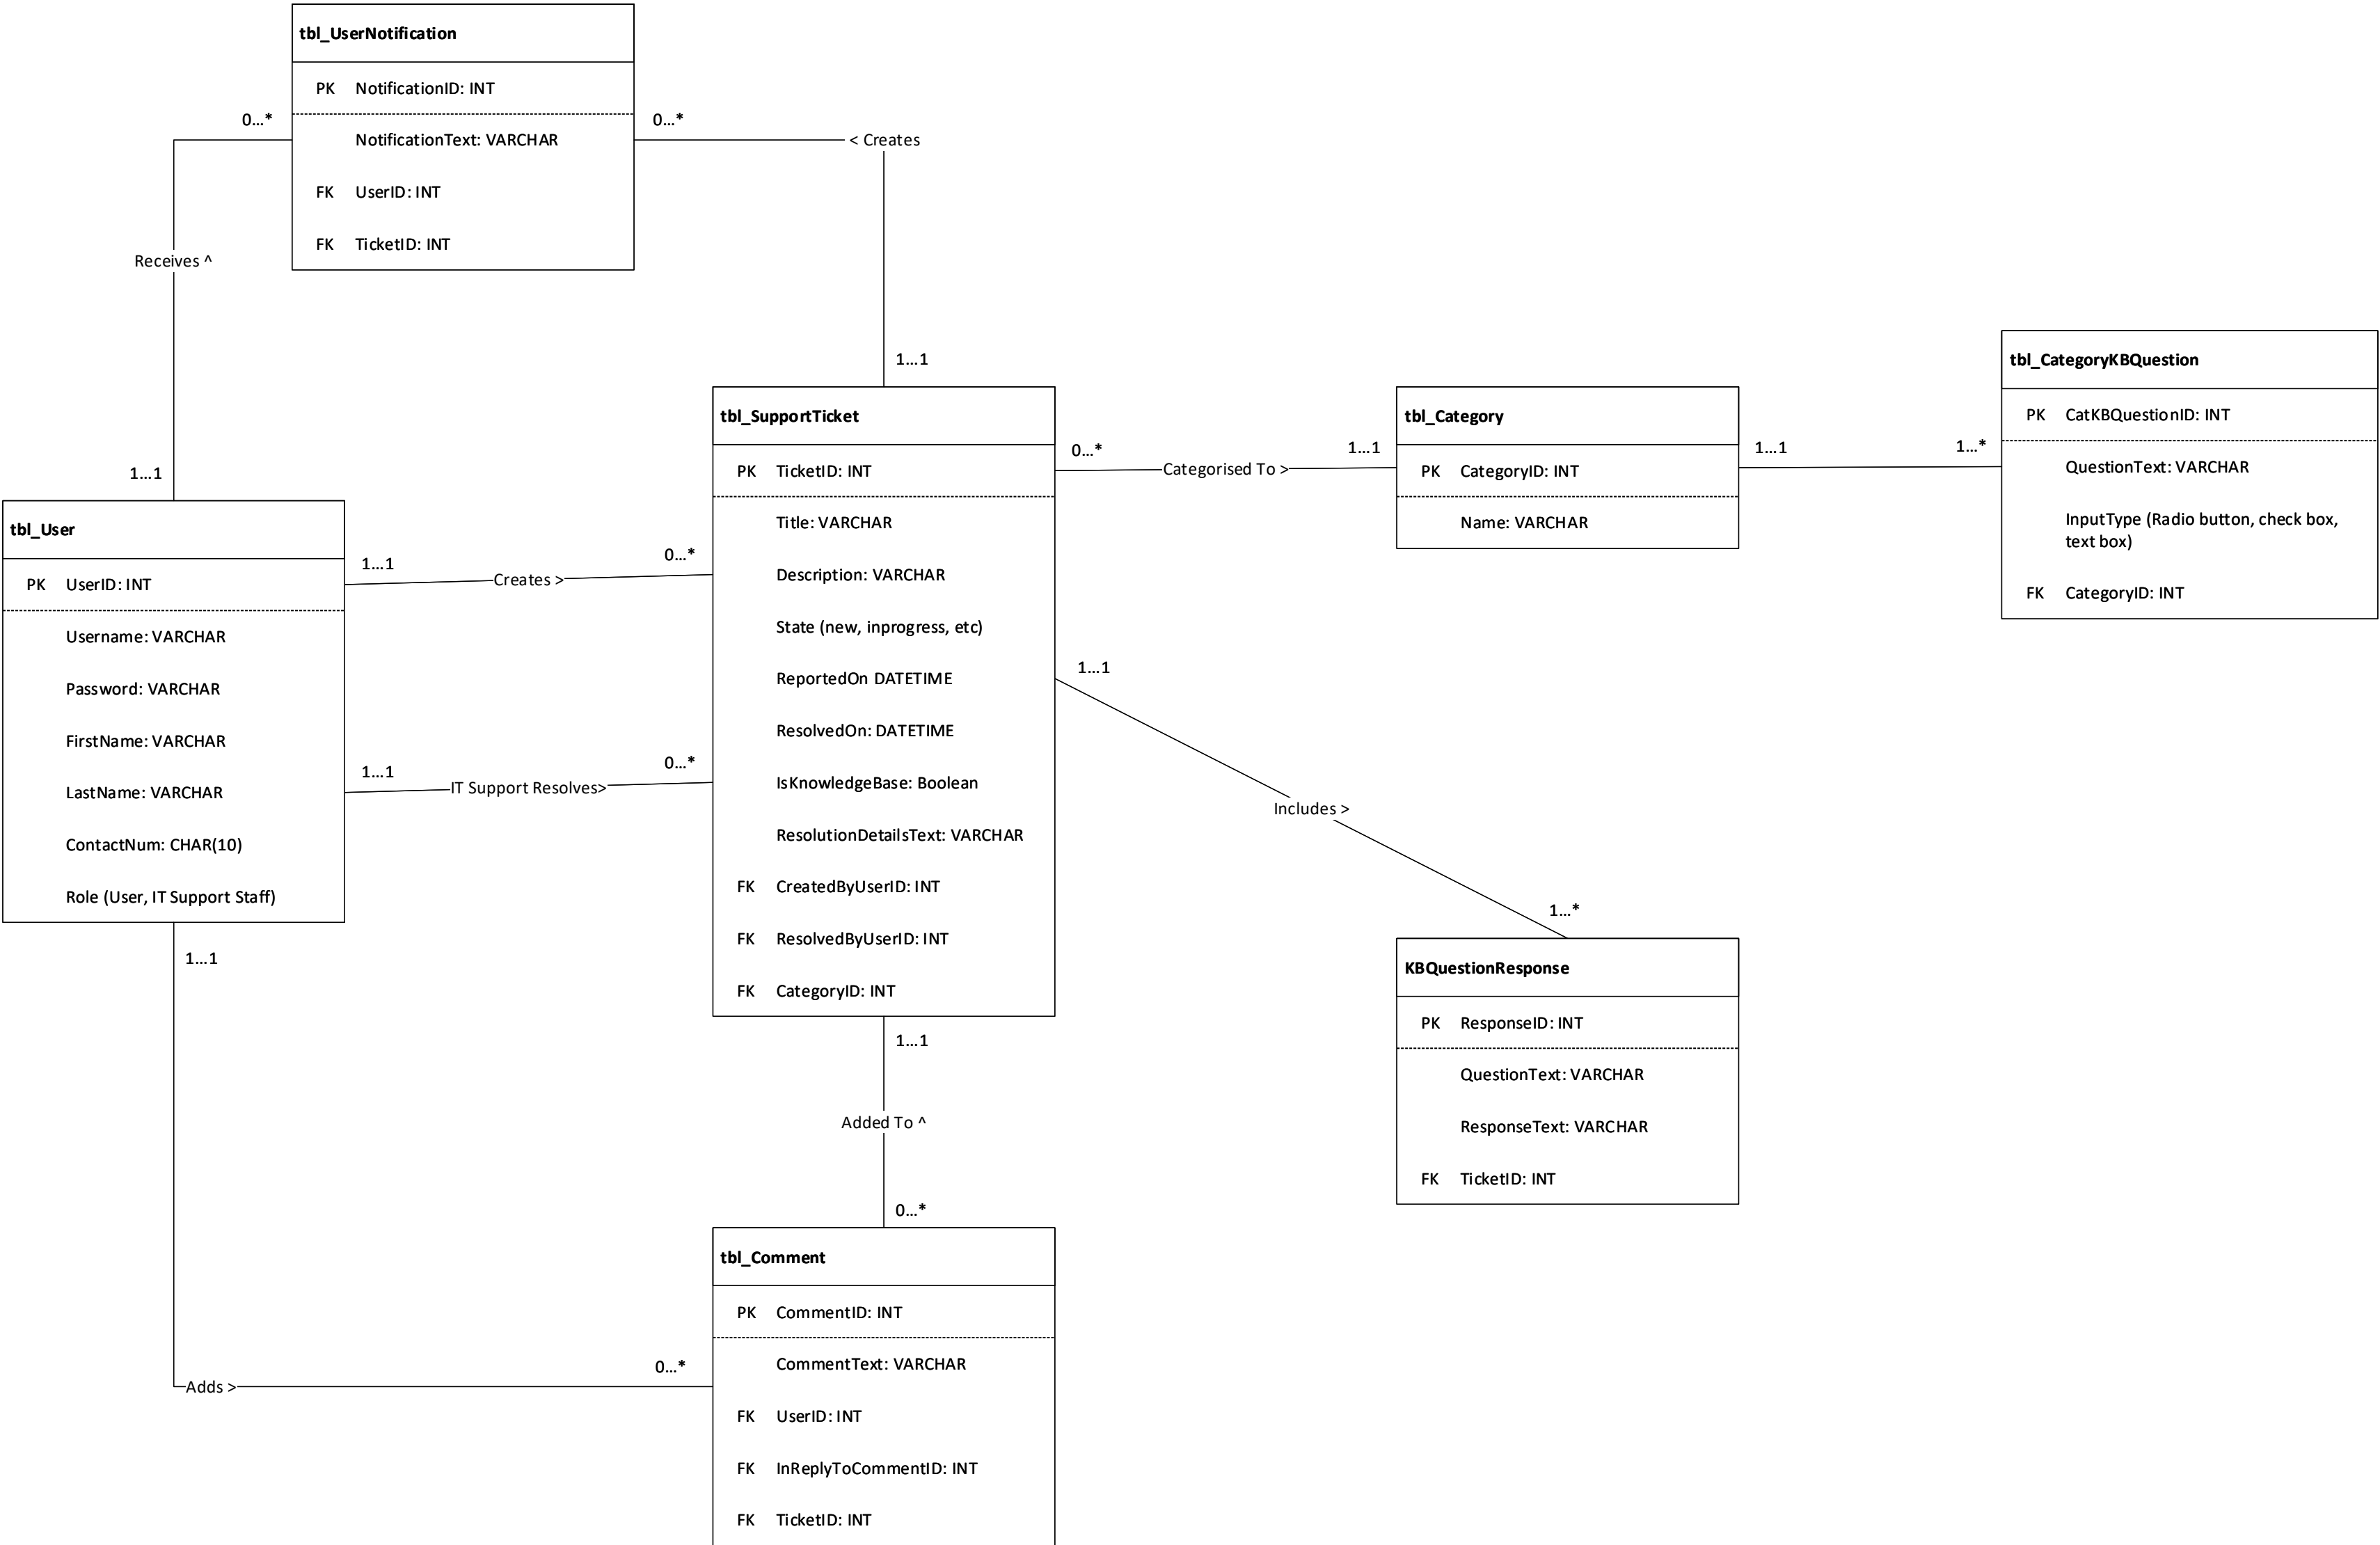 tbl_UserNotification
PK NotificationID: INT
NotificationText: VARCHAR
FK UserID: INT
FK TicketID: INT
0...*
0...*
< Creates
Receives ^
1...1
1...1
tbl_User
PK UserID: INT
Username: VARCHAR
Password: VARCHAR
FirstName: VARCHAR
LastName: VARCHAR
ContactNum: CHAR(10)
Role (User, IT Support Staff)
1...1
Creates >
0...*
1...1
IT Support Resolves>
0...*
tbl_SupportTicket
PK TicketID: INT
Title: VARCHAR
Description: VARCHAR
State (new, inprogress, etc)
ReportedOn DATETIME
ResolvedOn: DATETIME
IsKnowledgeBase: Boolean
ResolutionDetailsText: VARCHAR
FK CreatedByUserID: INT
FK ResolvedByUserID: INT
FK CategoryID: INT
0...*
Categorised To >
1...1
tbl_Category
PK CategoryID: INT
Name: VARCHAR
1...1
1...*
tbl_CategoryKBQuestion
PK CatKBQuestionID: INT
QuestionText: VARCHAR
InputType (Radio button, check box,
text box)
FK CategoryID: INT
1...1
Includes >
1...*
KBQuestionResponse
PK ResponseID: INT
QuestionText: VARCHAR
ResponseText: VARCHAR
FK TicketID: INT
1...1
1...1
Added To ^
0...*
tbl_Comment
PK CommentID: INT
CommentText: VARCHAR
FK UserID: INT
FK InReplyToCommentID: INT
FK TicketID: INT
0...*
Adds >